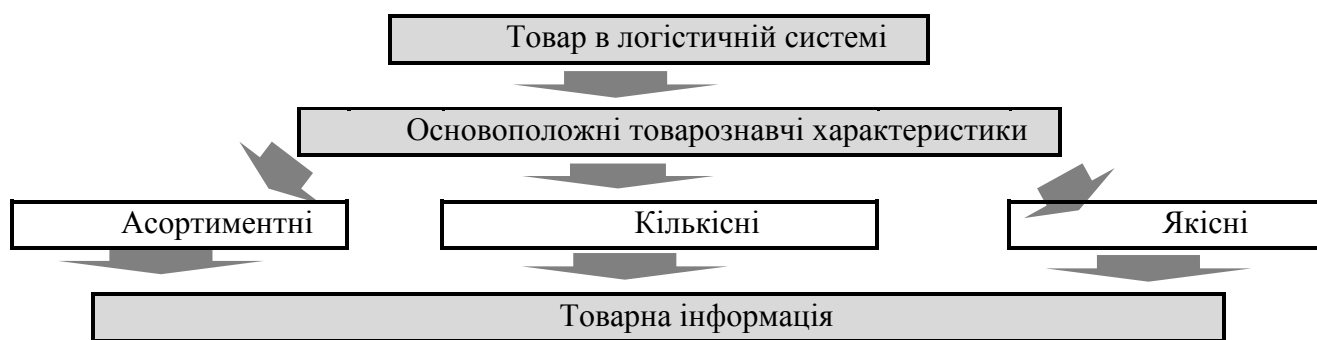 Товар в логістичній системі
Основоположні товарознавчі характеристики
Асортиментні
Кількісні
Якісні
Товарна інформація